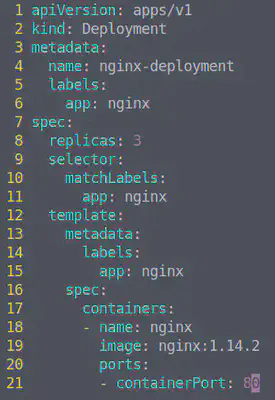 1 apiVersion: apps/v1
2 kind: Deployment
3 metadata:
4   name: nginx-deployment
5   labels:
6     app: nginx
7 spec:
8   replicas: 3
9   selector:
10     matchLabels:
11       app: nginx
12   template:
13     metadata:
14       labels:
15         app: nginx
16     spec:
17       containers:
18       - name: nginx
19         image: nginx:1.14.2
20         ports:
21         - containerPort: 80